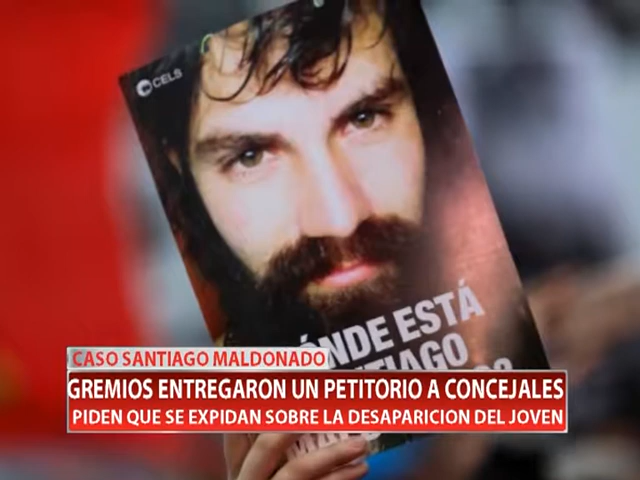 CELS
ÓNDE ESTÁ
CASO SANTIAGO MALDONADO
GREMIOS ENTREGARON UN PETITORIO A CONCEJALES
PIDEN QUE SE EXPIDAN SOBRE LA DESAPARICION DEL JOVEN